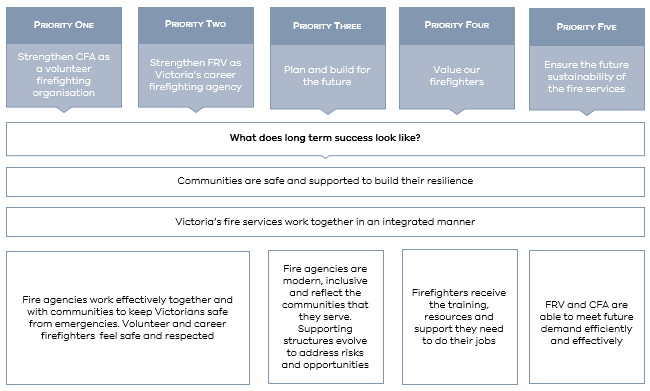 PRIORITY ONE
Strengthen CFA as
a volunteer
firefighting
organisation
PRIORITY TWO
Strengthen FRV as
Victoria's career
firefighting agency
PRIORITY THREE
Plan and build for
the future
PRIORITY FOUR
Value our
firefighters
PRIORITY FIVE
Ensure the future
sustainability of
the fire services
What does long term success look like?
Communities are safe and supported to build their resilience
Victoria's fire services work together in an integrated manner
Fire agencies work effectively together and
with communities to keep Victorians safe
from emergencies. Volunteer and career
firefighters feel safe and respected
Fire agencies are
modern, inclusive
and reflect the
communities that
they serve.
Supporting
structures evolve
to address risks
and opportunities
Firefighters receive
the training,
resources and
support they need
to do their jobs
FRV and CFA are
able to meet future
demand efficiently
and effectively